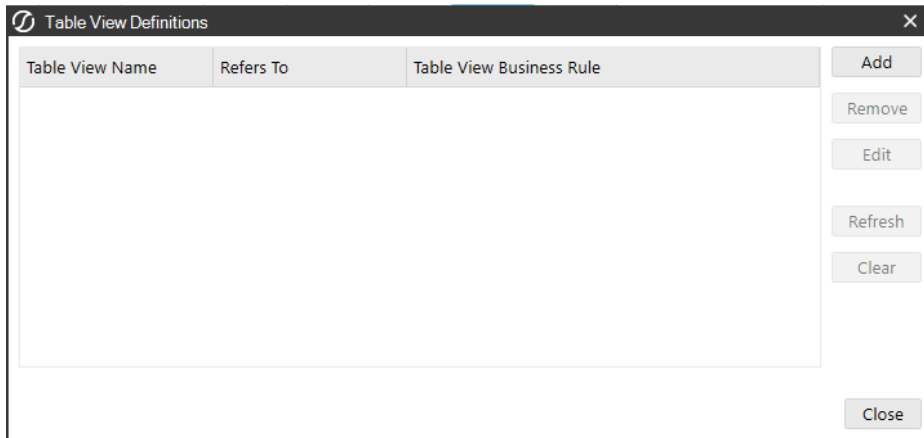 Table View Definitions
Table View Name Refers To Table View Business Rule
Add
Remove
Edit
Refresh
Clear
Close